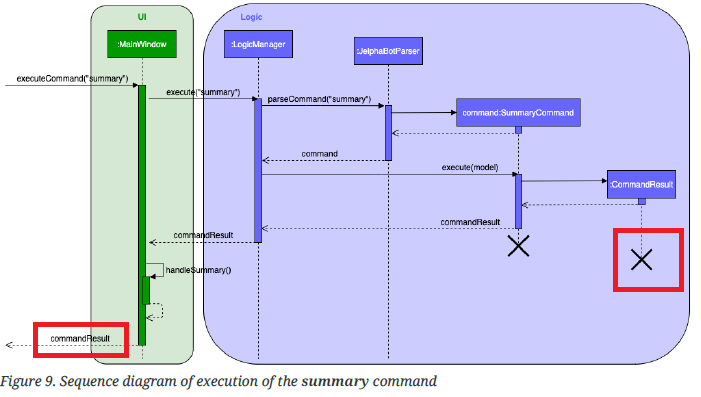 UI
Logic
:MainWindow
:LogicManager
:JelphaBotParser
executeCommand("summary")
execute("summary")
parseCommand("summary")
command:SummaryCommand
command
execute(model)
:CommandResult
commandResult
commandResult
handleSummary()
commandResult
Figure 9. Sequence diagram of execution of the summary command